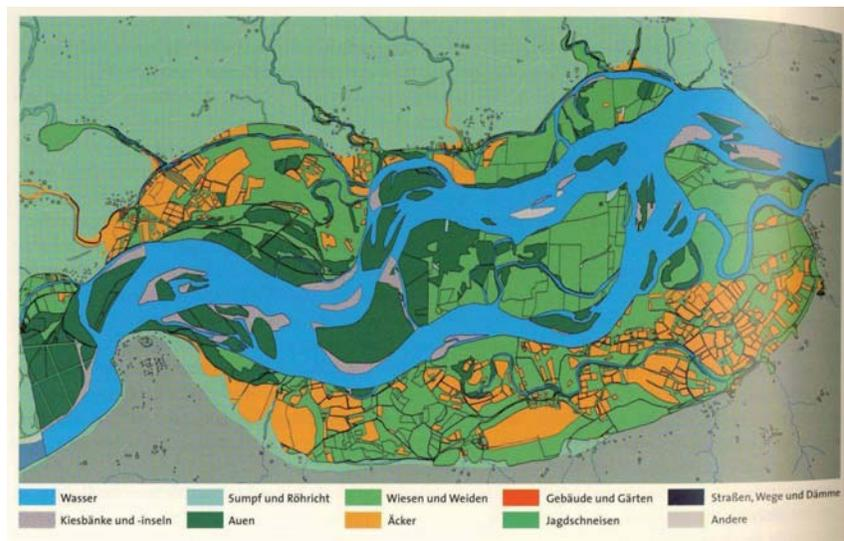 Wasser
Sumpf und Röhricht
Wiesen und Weiden
Gebäude und Gärten
Straßen, Wege und Dämme
Kiesbänke und -inseln
Auen
Äcker
Jagdschneisen
Andere